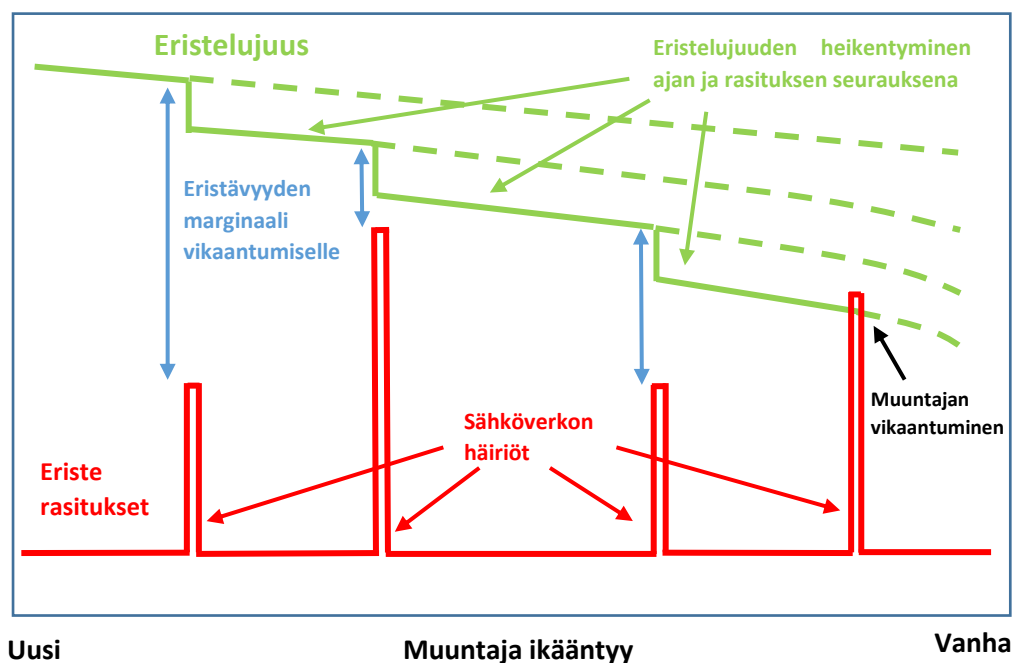 Eristelujuus
Eristelujuuden heikentyminen
ajan ja rasituksen seurauksena
Eristävyyden
marginaali
vikaantumiselle
Muuntajan
vikaantuminen
Sähköverkon
häiriöt
Eriste
rasitukset
Uusi
Muuntaja ikääntyy
Vanha